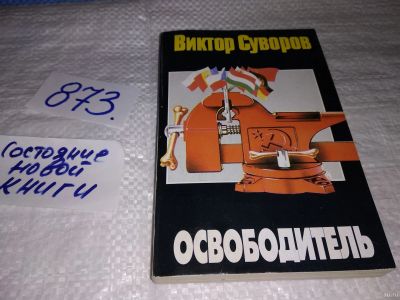 873.
Состояние
новой
книги
Виктор Суворов
ОСВОБОДИТЕЛЬ